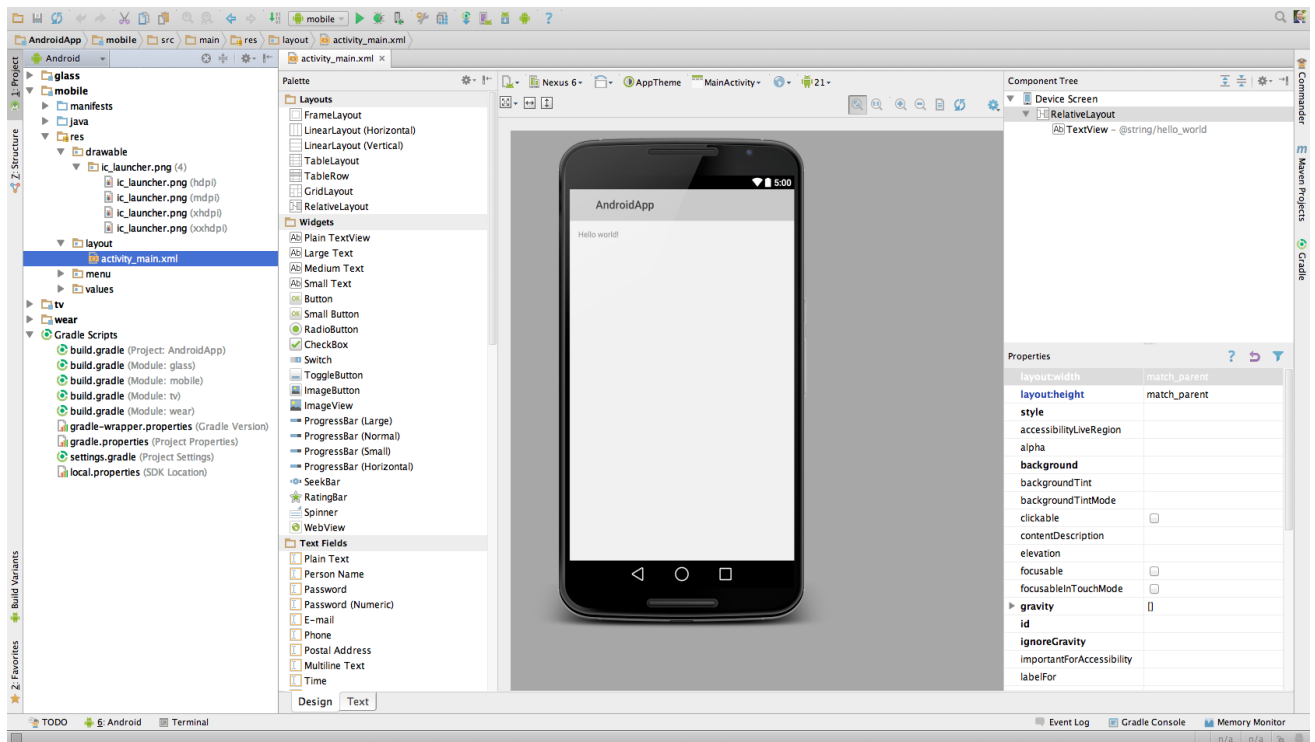 mobile
AndroidApp mobile src main res layout activity_main.xml
Android
activity_main.xml
1: Project
Z: Structure
Build Variants
2: Favorites
glass
mobile
manifests
java
res
drawable
ic_launcher.png (4)
ic_launcher.png (hdpi)
ic_launcher.png (mdpi)
ic_launcher.png (xhdpi)
ic_launcher.png (xxhdpi)
layout
activity_main.xml
menu
values
tv
wear
Gradle Scripts
build.gradle (Project: AndroidApp)
build.gradle (Module: glass)
build.gradle (Module: mobile)
build.gradle (Module: tv)
build.gradle (Module: wear)
gradle-wrapper.properties (Gradle Version)
gradle.properties (Project Properties)
settings.gradle (Project Settings)
local.properties (SDK Location)
Palette
Layouts
FrameLayout
LinearLayout (Horizontal)
LinearLayout (Vertical)
TableLayout
TableRow
GridLayout
RelativeLayout
Widgets
Ab Plain TextView
Ab Large Text
Ab Medium Text
Ab Small Text
OK Button
OK Small Button
RadioButton
CheckBox
Switch
ToggleButton
ImageButton
ImageView
ProgressBar (Large)
ProgressBar (Normal)
ProgressBar (Small)
ProgressBar (Horizontal)
SeekBar
RatingBar
Spinner
WebView
Text Fields
Plain Text
Person Name
Password
Password (Numeric)
E-mail
Phone
Postal Address
Multiline Text
Time
Design Text
Nexus 6 AppTheme MainActivity 21
5:00
AndroidApp
Hello world!
Component Tree
Device Screen
RelativeLayout
Ab TextView - @string/hello_world
Properties
layout:width match_parent
layout:height match_parent
style
accessibilityLiveRegion
alpha
background
backgroundTint
backgroundTintMode
clickable
contentDescription
elevation
focusable
focusableInTouchMode
gravity []
id
ignoreGravity
importantForAccessibility
labelFor
Commander
m Maven Projects
Gradle
TODO 6: Android Terminal Event Log Gradle Console Memory Monitor
n/a n/a